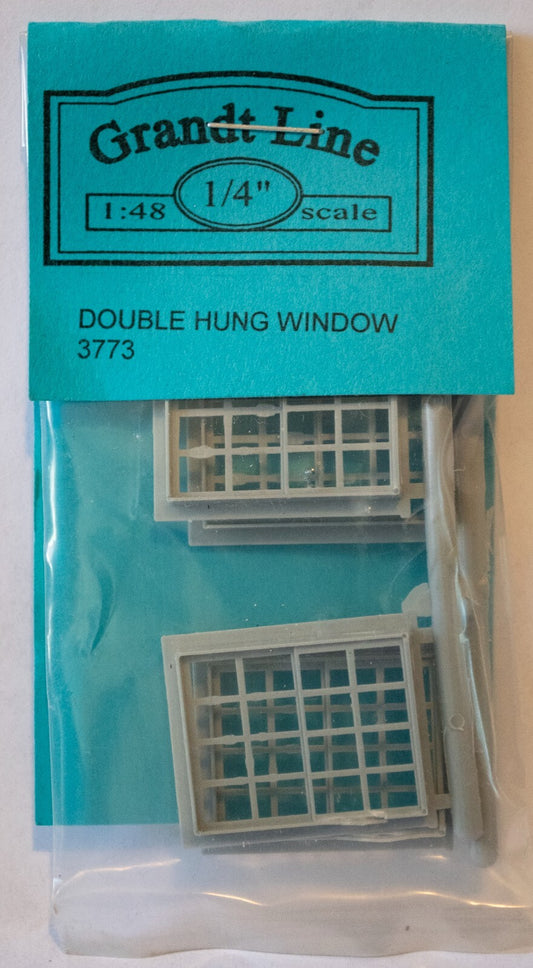 Grandt Line
1:48 1/4" scale
DOUBLE HUNG WINDOW
3773